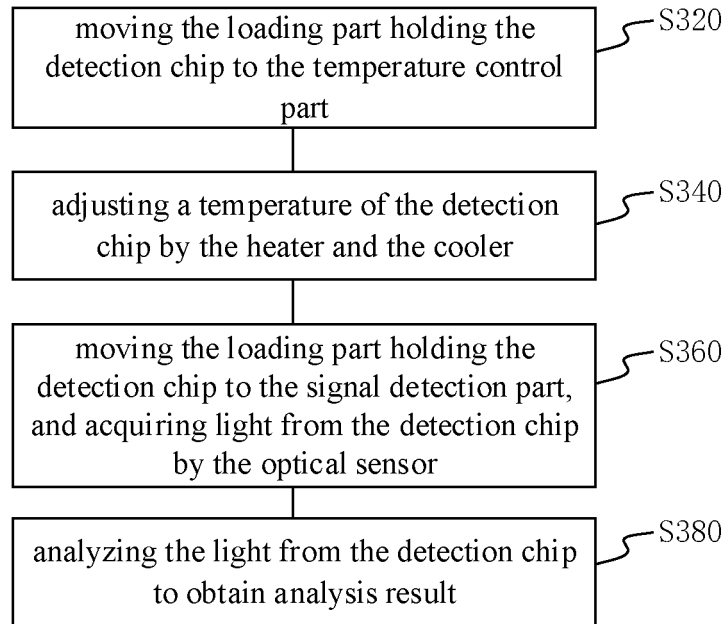 moving the loading part holding the
detection chip to the temperature control
part
S320
adjusting a temperature of the detection
chip by the heater and the cooler
S340
moving the loading part holding the
detection chip to the signal detection part,
and acquiring light from the detection chip
by the optical sensor
S360
analyzing the light from the detection chip
to obtain analysis result
S380